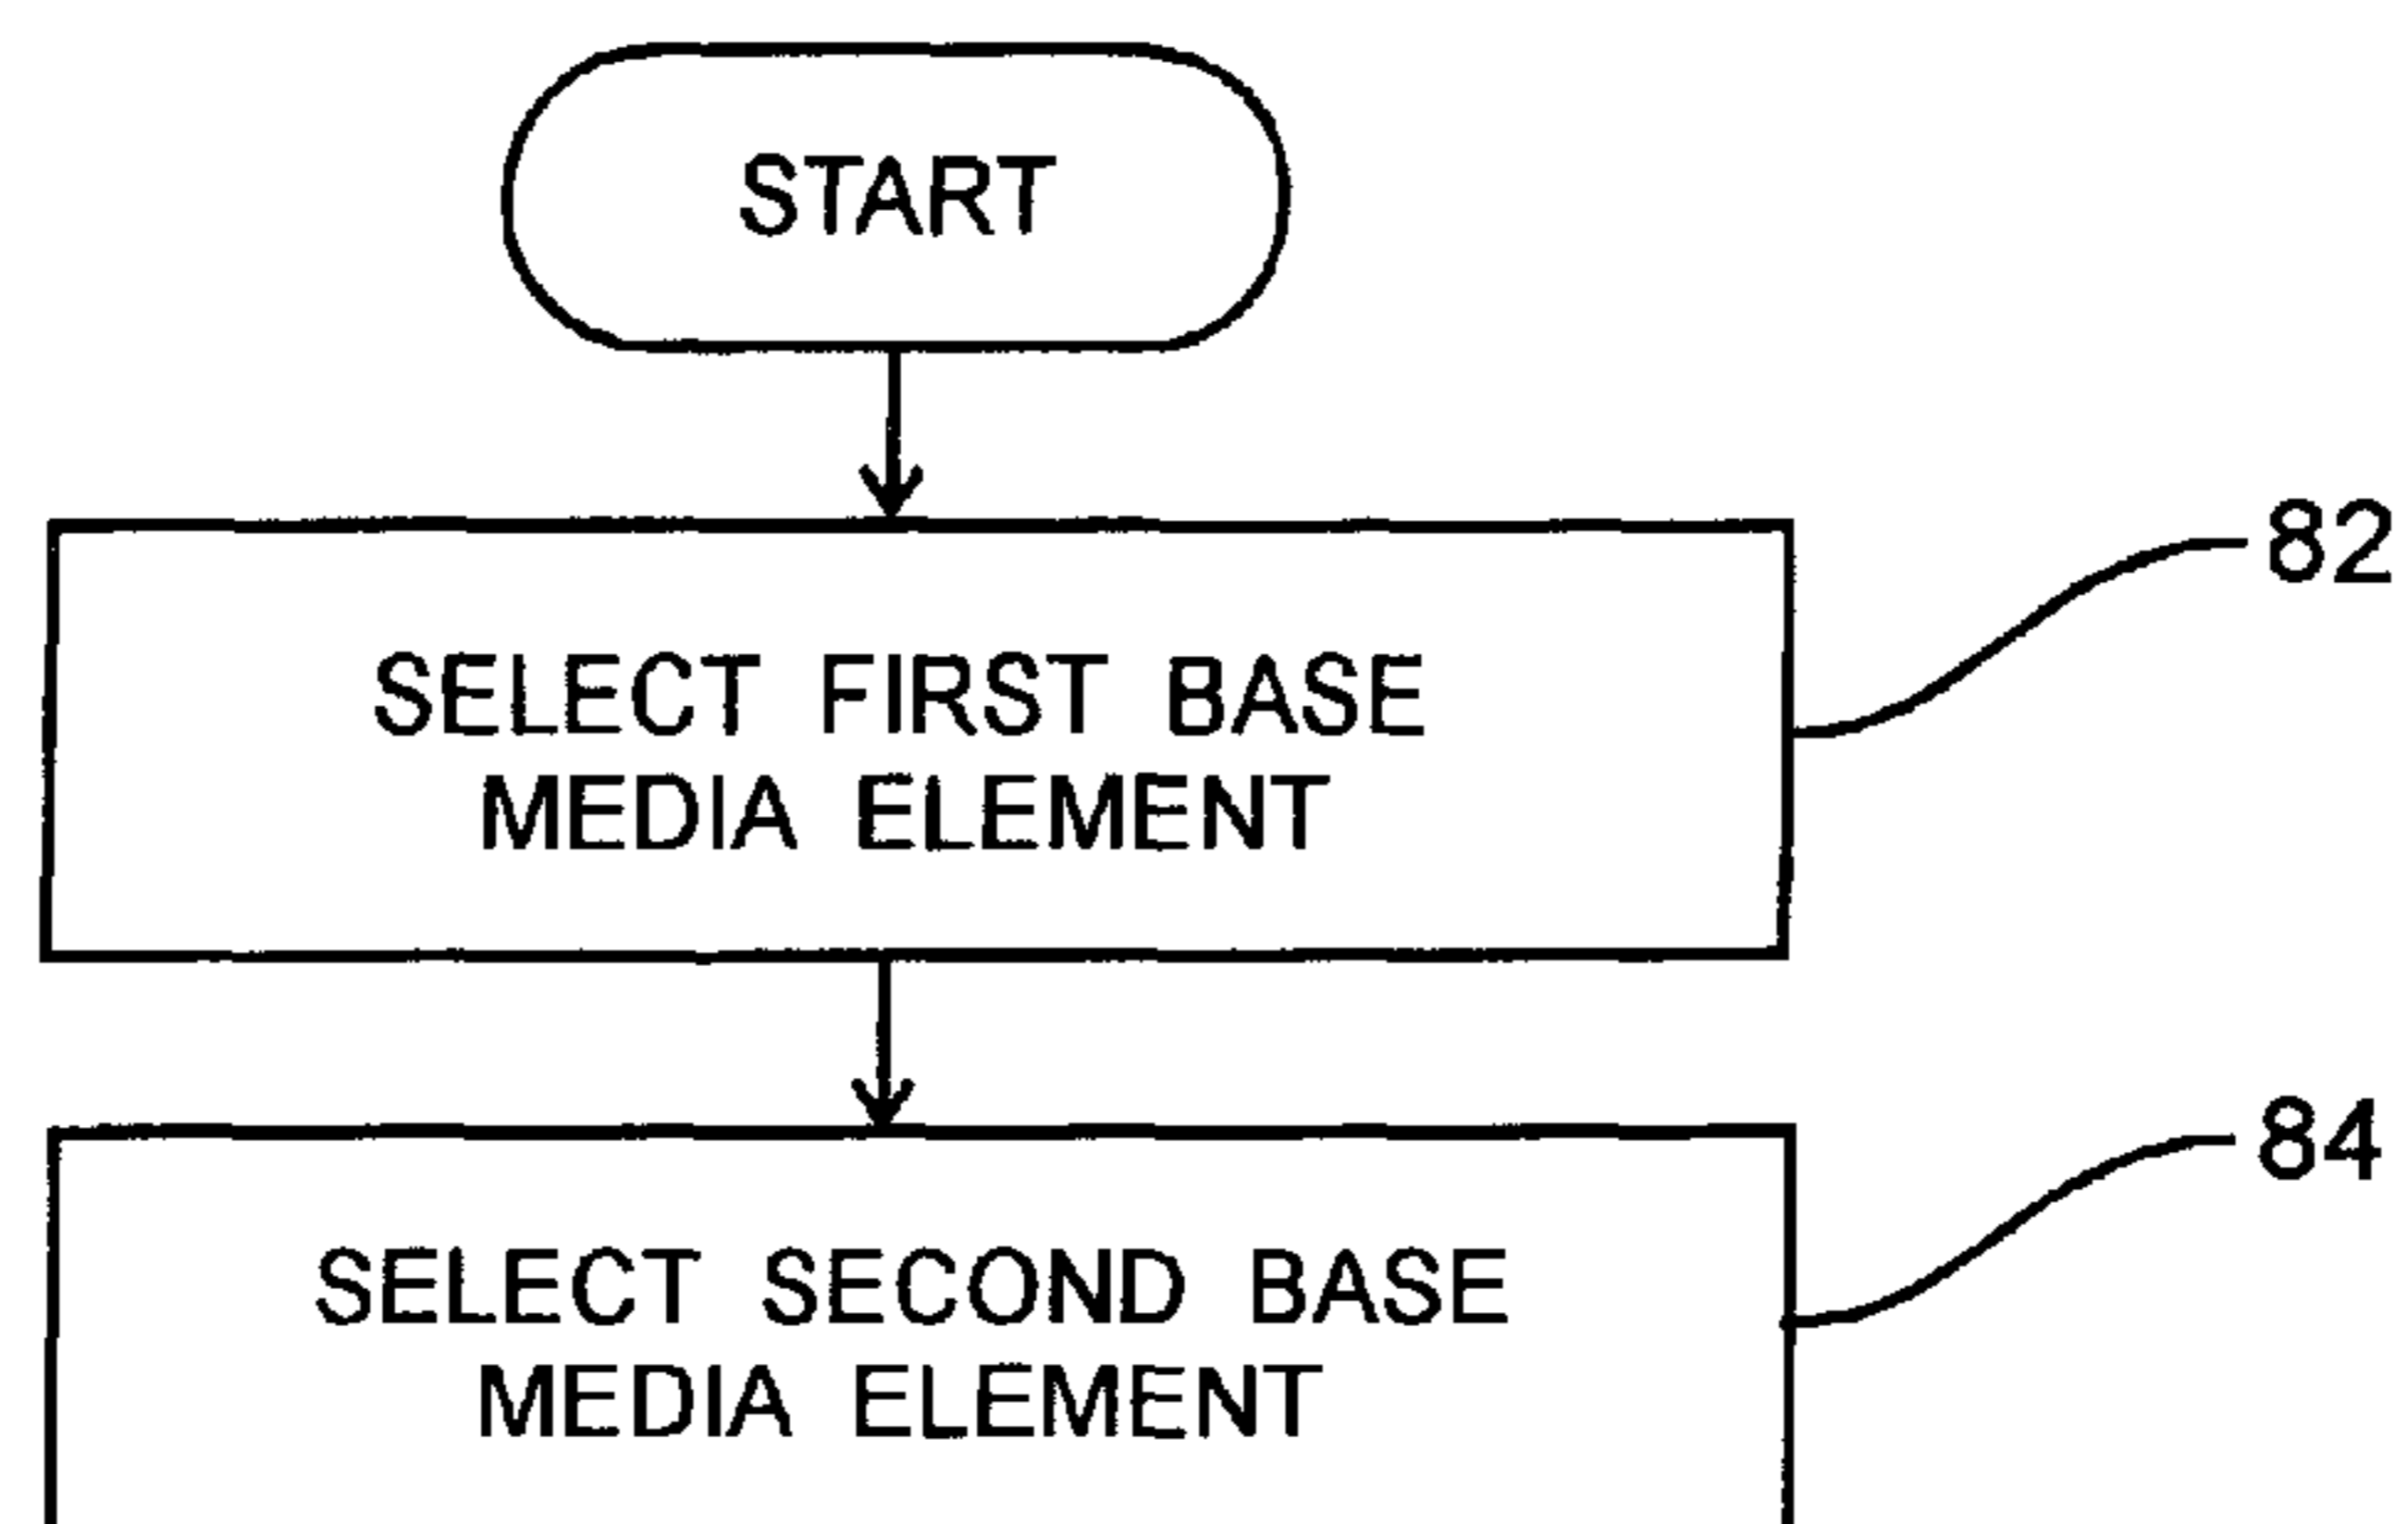 START
82
SELECT FIRST BASE
MEDIA ELEMENT
84
SELECT SECOND BASE
MEDIA ELEMENT